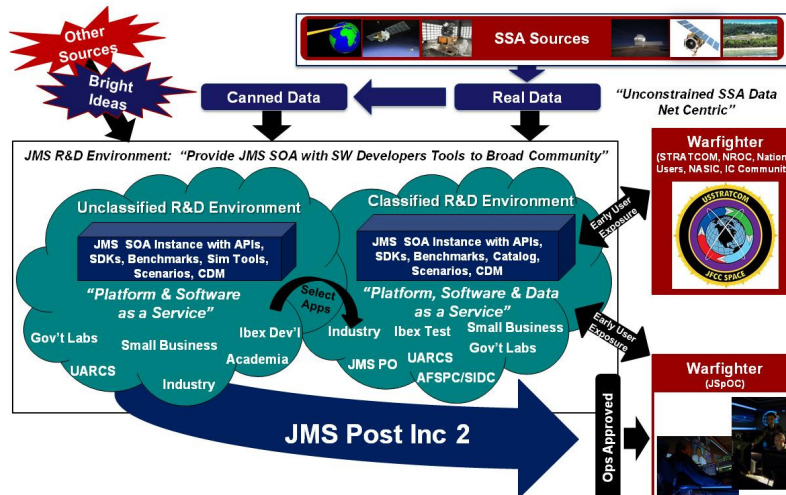 Other
Sources
Bright
Ideas
SSA Sources
Canned Data
Real Data
“Unconstrained SSA Data
Net Centric”
JMS R&D Environment: “Provide JMS SOA with SW Developers Tools to Broad Community”
Unclassified R&D Environment
JMS SOA Instance with APIs,
SDKs, Benchmarks, Sim Tools,
Scenarios, CDM
“Platform & Software
as a Service”
Gov’t Labs
Small Business
Ibex Dev’l
Academia
UARCS
Industry
Select
Apps
Classified R&D Environment
JMS SOA Instance with APIs,
SDKs, Benchmarks, Catalog,
Scenarios, CDM
“Platform, Software & Data
as a Service”
Industry
Ibex Test
Small Business
Gov’t Labs
JMS PO
UARCS
AFSPC/SIDC
Early User
Exposure
Early User
Exposure
Warfighter
(STRATCOM, NROC, Nation
Users, NASIC, IC Communit
USSTRATCOM
JFCC SPACE
JMS Post Inc 2
Ops Approved
Warfighter
(JSpOC)